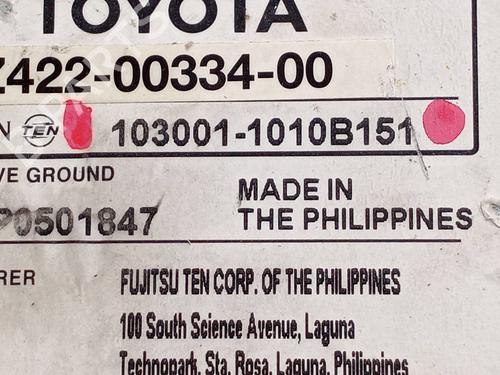 TOYOTA
Z422-00334-00
N TEN 103001-1010B151
VE GROUND
MADE IN
THE PHILIPPINES
P0501847
RER
FUJITSU TEN CORP. OF THE PHILIPPINES
100 South Science Avenue, Laguna
Technopark, Sta. Rosa, Laguna, Philippines